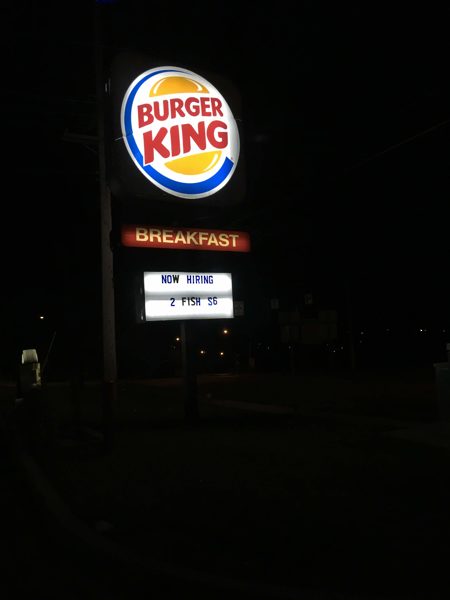 BURGER
KING
BREAKFAST
NOW HIRING
2 FISH $6